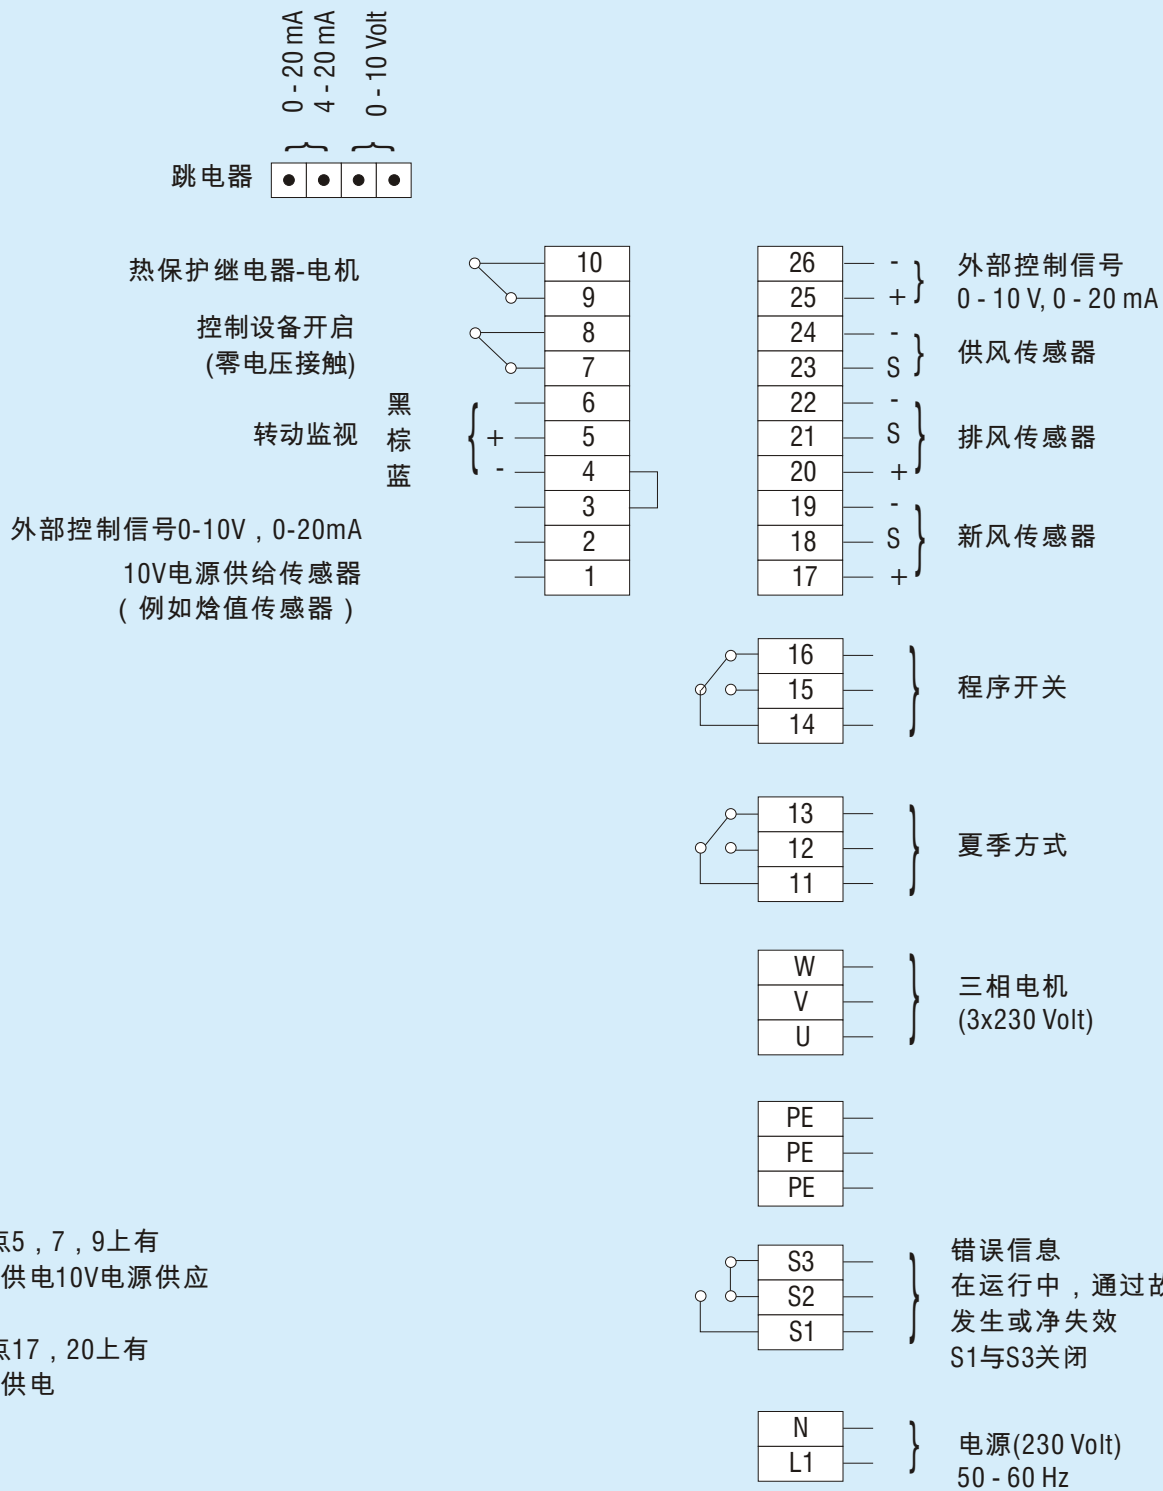 0 - 20 mA
4 - 20 mA
0 - 10 Volt
跳电器
热保护继电器-电机
控制设备开启
(零电压接触)
转动监视
黑
棕
蓝
+
-
外部控制信号0-10V，0-20mA
10V电源供给传感器
(例如焓值传感器)
10
9
8
7
6
5
4
3
2
1
26 -
25 +
24 -
23 S
22 -
21 S
20 +
19 -
18 S
17 +
外部控制信号
0 - 10 V, 0 - 20 mA
供风传感器
排风传感器
新风传感器
16
15
14
程序开关
13
12
11
夏季方式
W
V
U
三相电机
(3x230 Volt)
PE
PE
PE
点5，7，9上有
供电10V电源供应
点17，20上有
供电
S3
S2
S1
错误信息
在运行中，通过故
发生或净失效
S1与S3关闭
N
L1
电源(230 Volt)
50 - 60 Hz